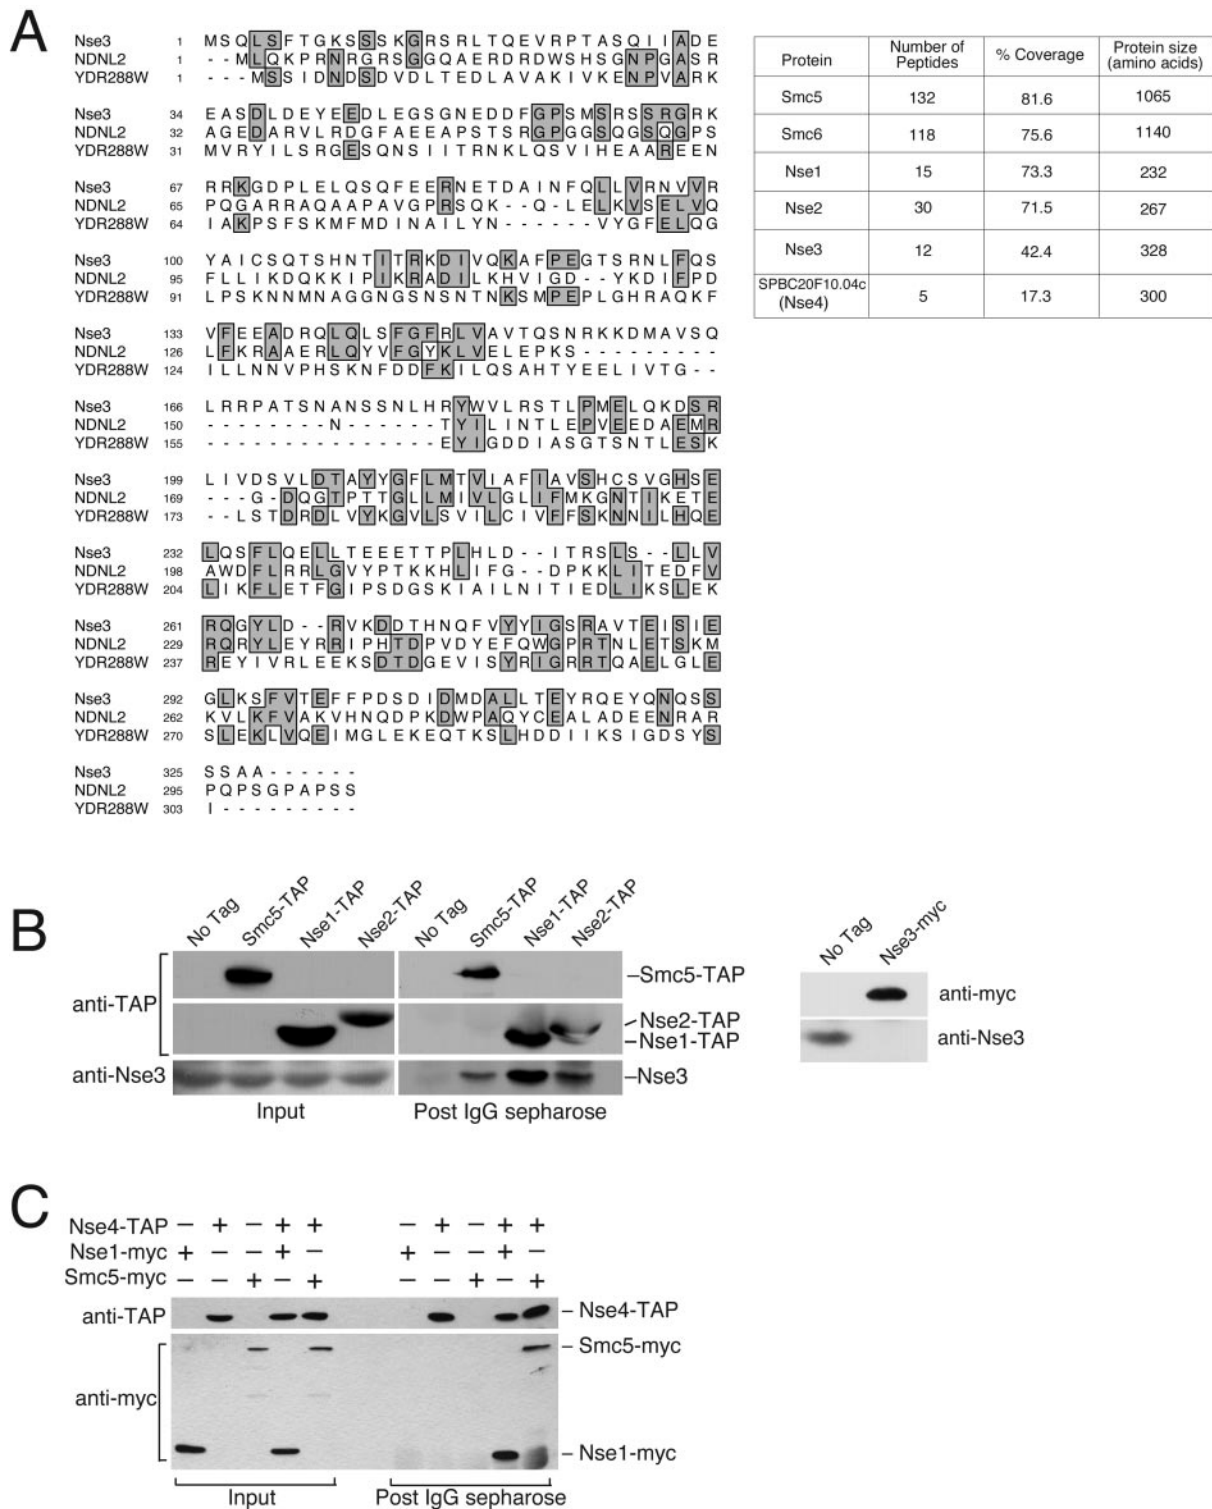 A
Nse3 1 MSQLSFTGKSSSKGRSRLTQEVRPTASQIIADE
NDNL2 1 --MLQKPRNRGRSGGQAERDRDWSHSGNPGASR
YDR288W 1 ---MSSIDNDSDVDLTEDLAVAKIVKENPVARK
Nse3 34 EASDLDEYEEDLEGSGNEDDFGPSMSRSSRGRK
NDNL2 32 AGEDARVLRDGFAEEAPSTSRGPGGSQGSQGPS
YDR288W 31 MVRYILSRGESQNSIITRNKLQSVIHEAAREEN
Nse3 67 RRKGDPLELQSQFEERNETDAINFQLLVRNVVR
NDNL2 65 PQGARRAQAAPAVGPRSQK--Q-LELKVSELVQ
YDR288W 64 IAKPSFSKMFMDINAILYN------VYGFELQG
Nse3 100 YAICSQTSHNTITRKDIVQKAFPEGTSRNLFQS
NDNL2 95 FLLIKDQKKIPIKRADILKHVIGD--YKDIFPD
YDR288W 91 LPSKNNMNAGGNGSNSNTNKSMPEPLGHRAQKF
Nse3 133 VFEEADRQLQLSFGFRLVAVTQSNRKKDMAVSQ
NDNL2 126 LFKRAAERLQYVFGYKLVELEPKS---------
YDR288W 124 ILLNNVPHSKNFDDFKILQSAHTYEELIVTG--
Nse3 166 LRRPATSNANSSNLHRYWVLRSTLPMELQKDSR
NDNL2 150 --------N------TYILINTLEPVEEDAEMR
YDR288W 155 ---------------EYIGDDIASGTSNTLESK
Nse3 199 LIVDSVLDTAYYGFLMTVIAFIAVSHCSVGHSE
NDNL2 169 ---G-DQGTPTTGLLMIVLGLIFMKGNTIKETE
YDR288W 173 --LSTDRDLVYKGVLSVILCIVFFSKNNILHQE
Nse3 232 LQSFLQELLTEEETTPLHLD--ITRSLS--LLV
NDNL2 198 AWDFLRRLGVYPTKKHLIFG--DPKKLITEDFV
YDR288W 204 LIKFLETFGIPSDGSKIAILNITIEDLIKSLEK
Nse3 261 RQGYLD--RVKDDTHNQFVYYIGSRAVTEISIE
NDNL2 229 RQRYLEYRRIPHTDPVDYEFQWGPRTNLETSKM
YDR288W 237 REYIVRLEEKSDTDGEVISYRIGRRTQAELGLE
Nse3 292 GLKSFVTEFFPDSDIDMDALLTEYRQEYQNQSS
NDNL2 262 KVLKFVAKVHNQDPKDWPAQYCEALADEENRAR
YDR288W 270 SLEKLVQEIMGLEKEQTKSLHDDIIKSIGDSYS
Nse3 325 SSAA------
NDNL2 295 PQPSGPAPSS
YDR288W 303 I---------
Protein Number of Peptides % Coverage Protein size (amino acids)
Smc5 132 81.6 1065
Smc6 118 75.6 1140
Nse1 15 73.3 232
Nse2 30 71.5 267
Nse3 12 42.4 328
SPBC20F10.04c (Nse4) 5 17.3 300
B
No Tag Smc5-TAP Nse1-TAP Nse2-TAP No Tag Smc5-TAP Nse1-TAP Nse2-TAP
anti-TAP
–Smc5-TAP
Nse2-TAP
–Nse1-TAP
anti-Nse3
–Nse3
Input Post IgG sepharose
No Tag Nse3-myc
anti-myc
anti-Nse3
C
Nse4-TAP – + – + + – + – + +
Nse1-myc + – – + – + – – + –
Smc5-myc – – + – + – – + – +
anti-TAP – Nse4-TAP
– Smc5-myc
anti-myc
– Nse1-myc
Input Post IgG sepharose